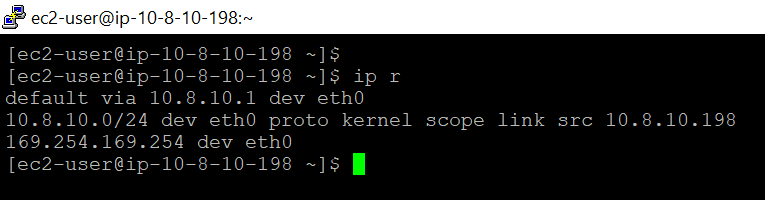 ec2-user@ip-10-8-10-198:~
[ec2-user@ip-10-8-10-198 ~]$
[ec2-user@ip-10-8-10-198 ~]$ ip r
default via 10.8.10.1 dev eth0
10.8.10.0/24 dev eth0 proto kernel scope link src 10.8.10.198
169.254.169.254 dev eth0
[ec2-user@ip-10-8-10-198 ~]$